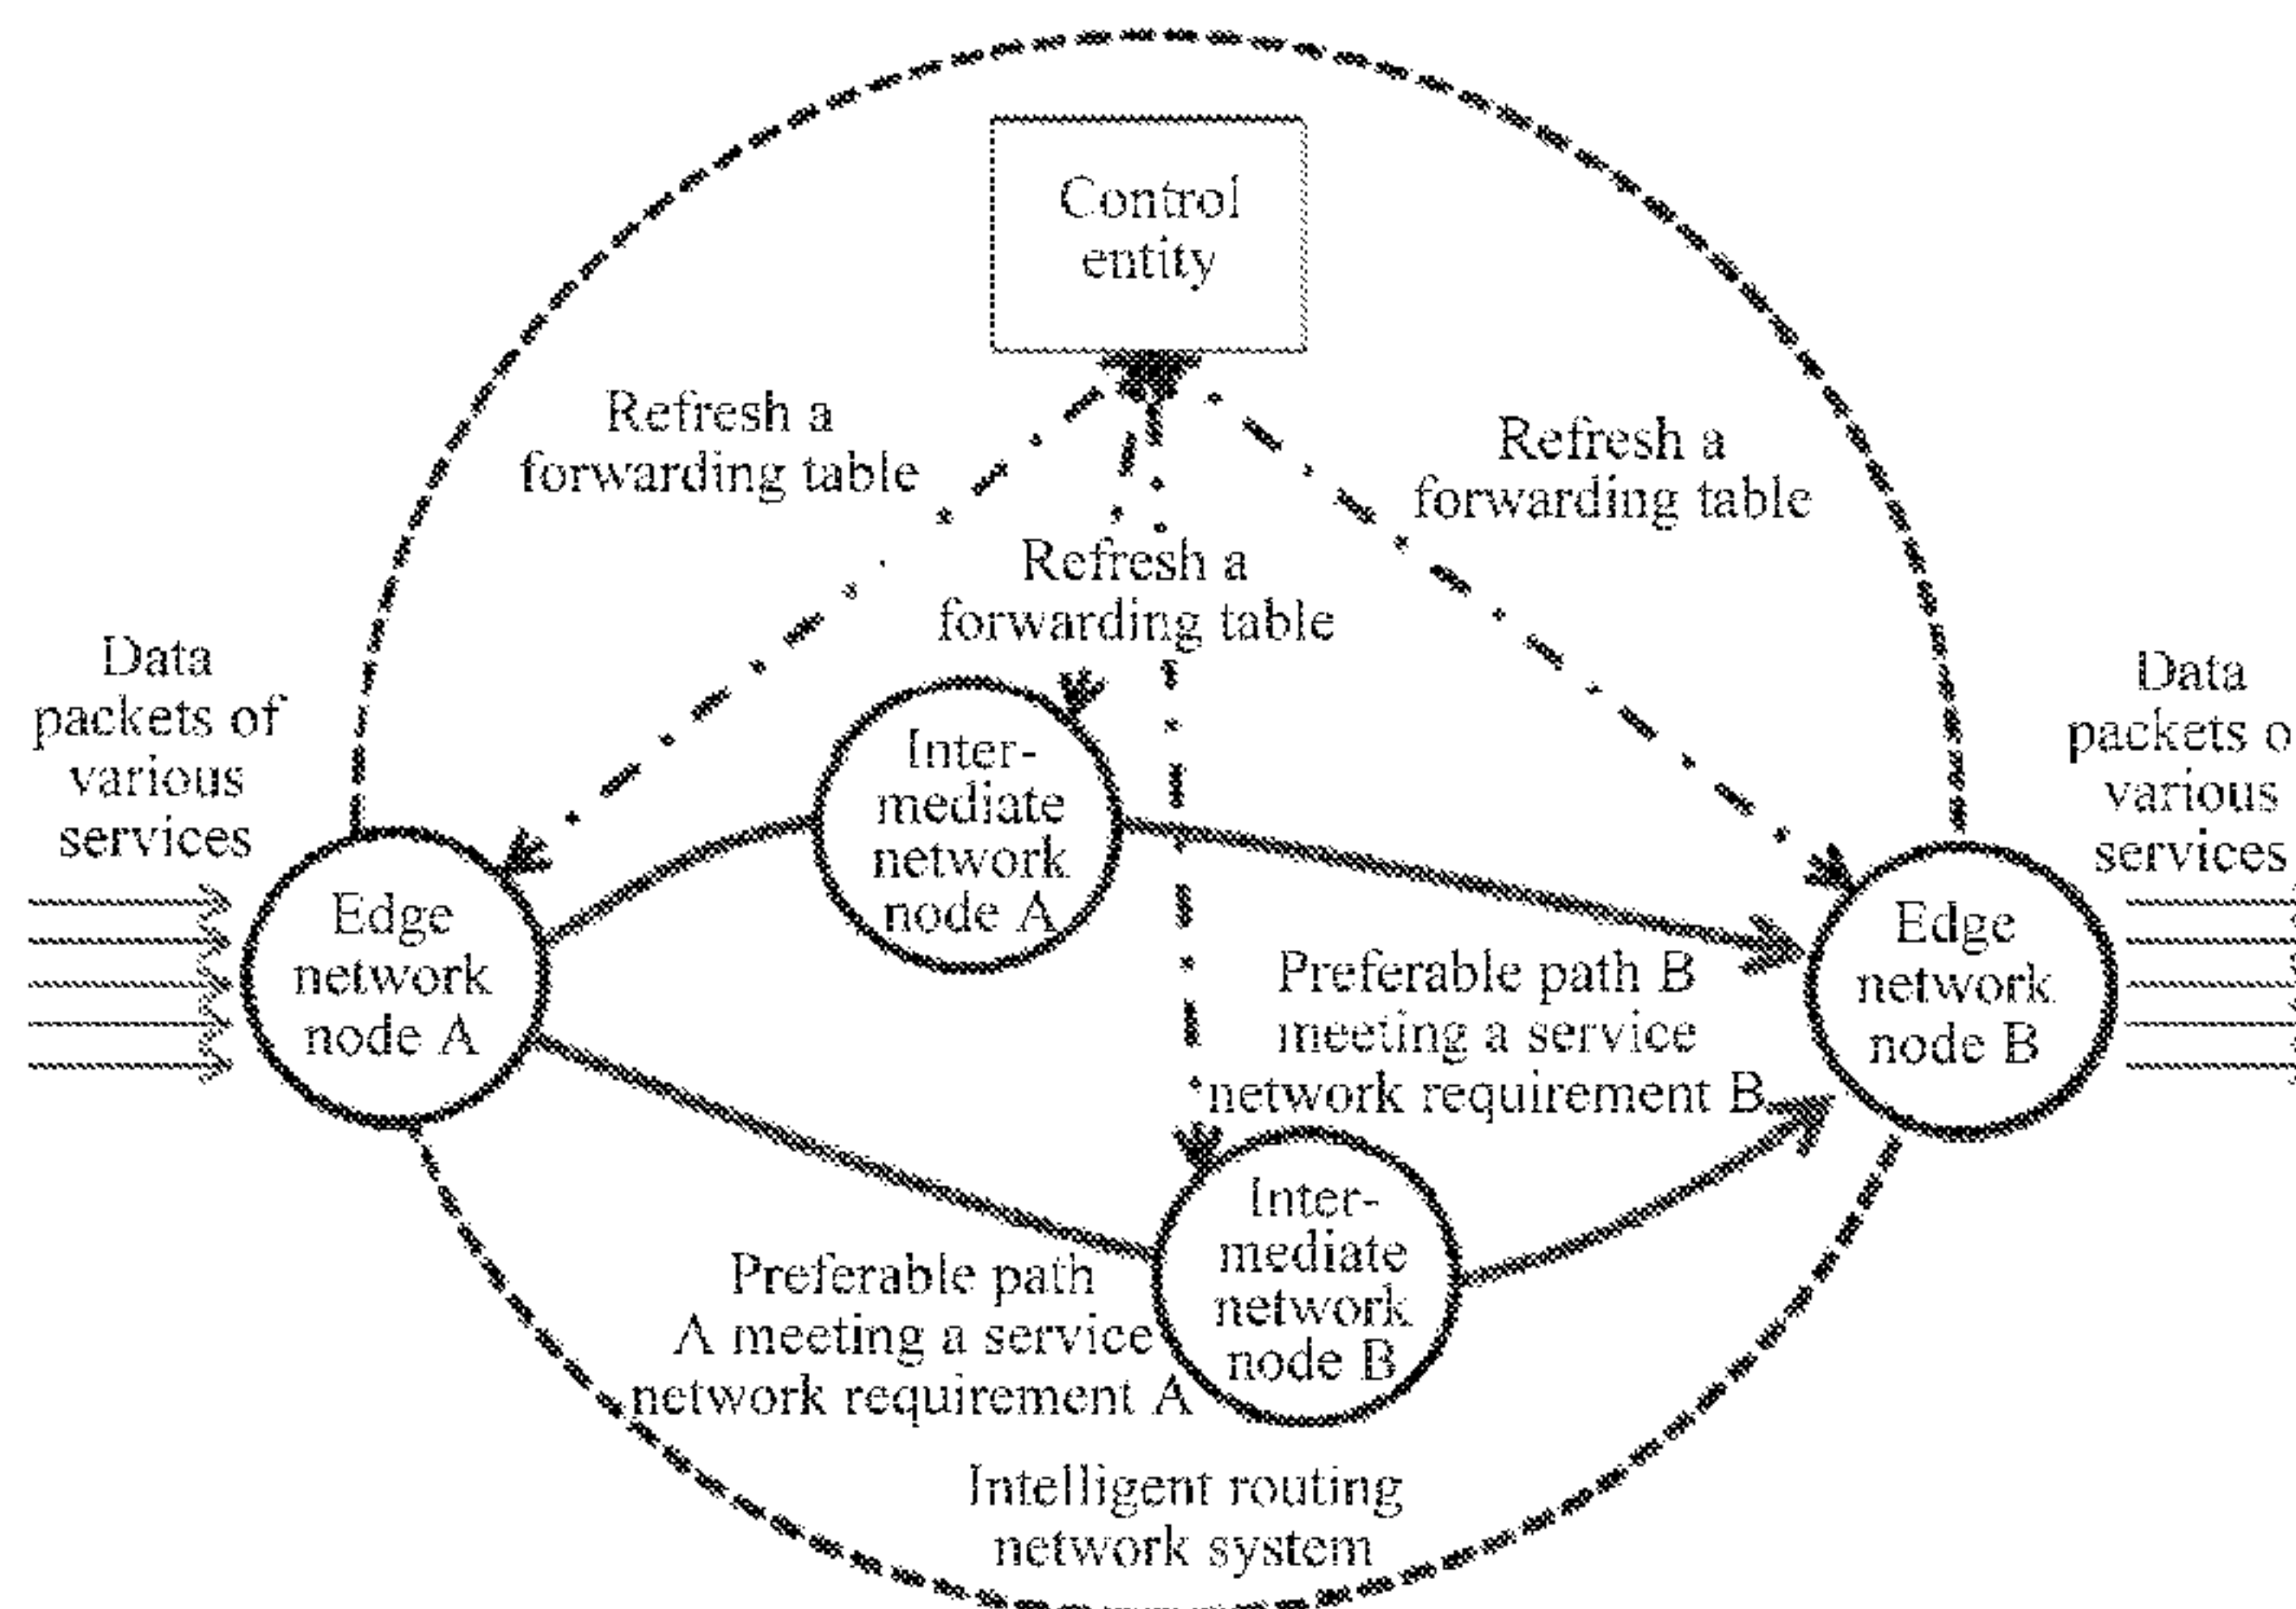 Control
entity
Refresh a
forwarding table
Refresh a
forwarding table
Refresh a
forwarding table
Data
packets of
various
services
Data
packets o
various
services
Inter-
mediate
network
node A
Edge
network
node A
Edge
network
node B
Preferable path B
meeting a service
network requirement B
Inter-
mediate
network
node B
Preferable path
A meeting a service
network requirement A
Intelligent routing
network system